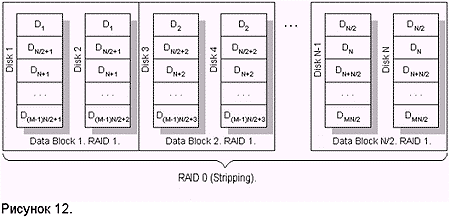 Disk 1
D1
DN/2+1
DN+1
. . .
D(M-1)N/2+1
Disk 2
D1
DN/2+1
DN+1
. . .
D(M-1)N/2+2
Data Block 1. RAID 1.
Disk 3
D2
DN/2+2
DN+2
. . .
D(M-1)N/2+2
Disk 4
D2
DN/2+2
DN+2
. . .
D(M-1)N/2+3
Data Block 2. RAID 1.
...
Disk N-1
DN/2
DN
DN+N/2
. . .
DMN/2
Disk N
DN/2
DN
DN+N/2
. . .
DMN/2
Data Block N/2. RAID 1.
RAID 0 (Stripping).
Рисунок 12.